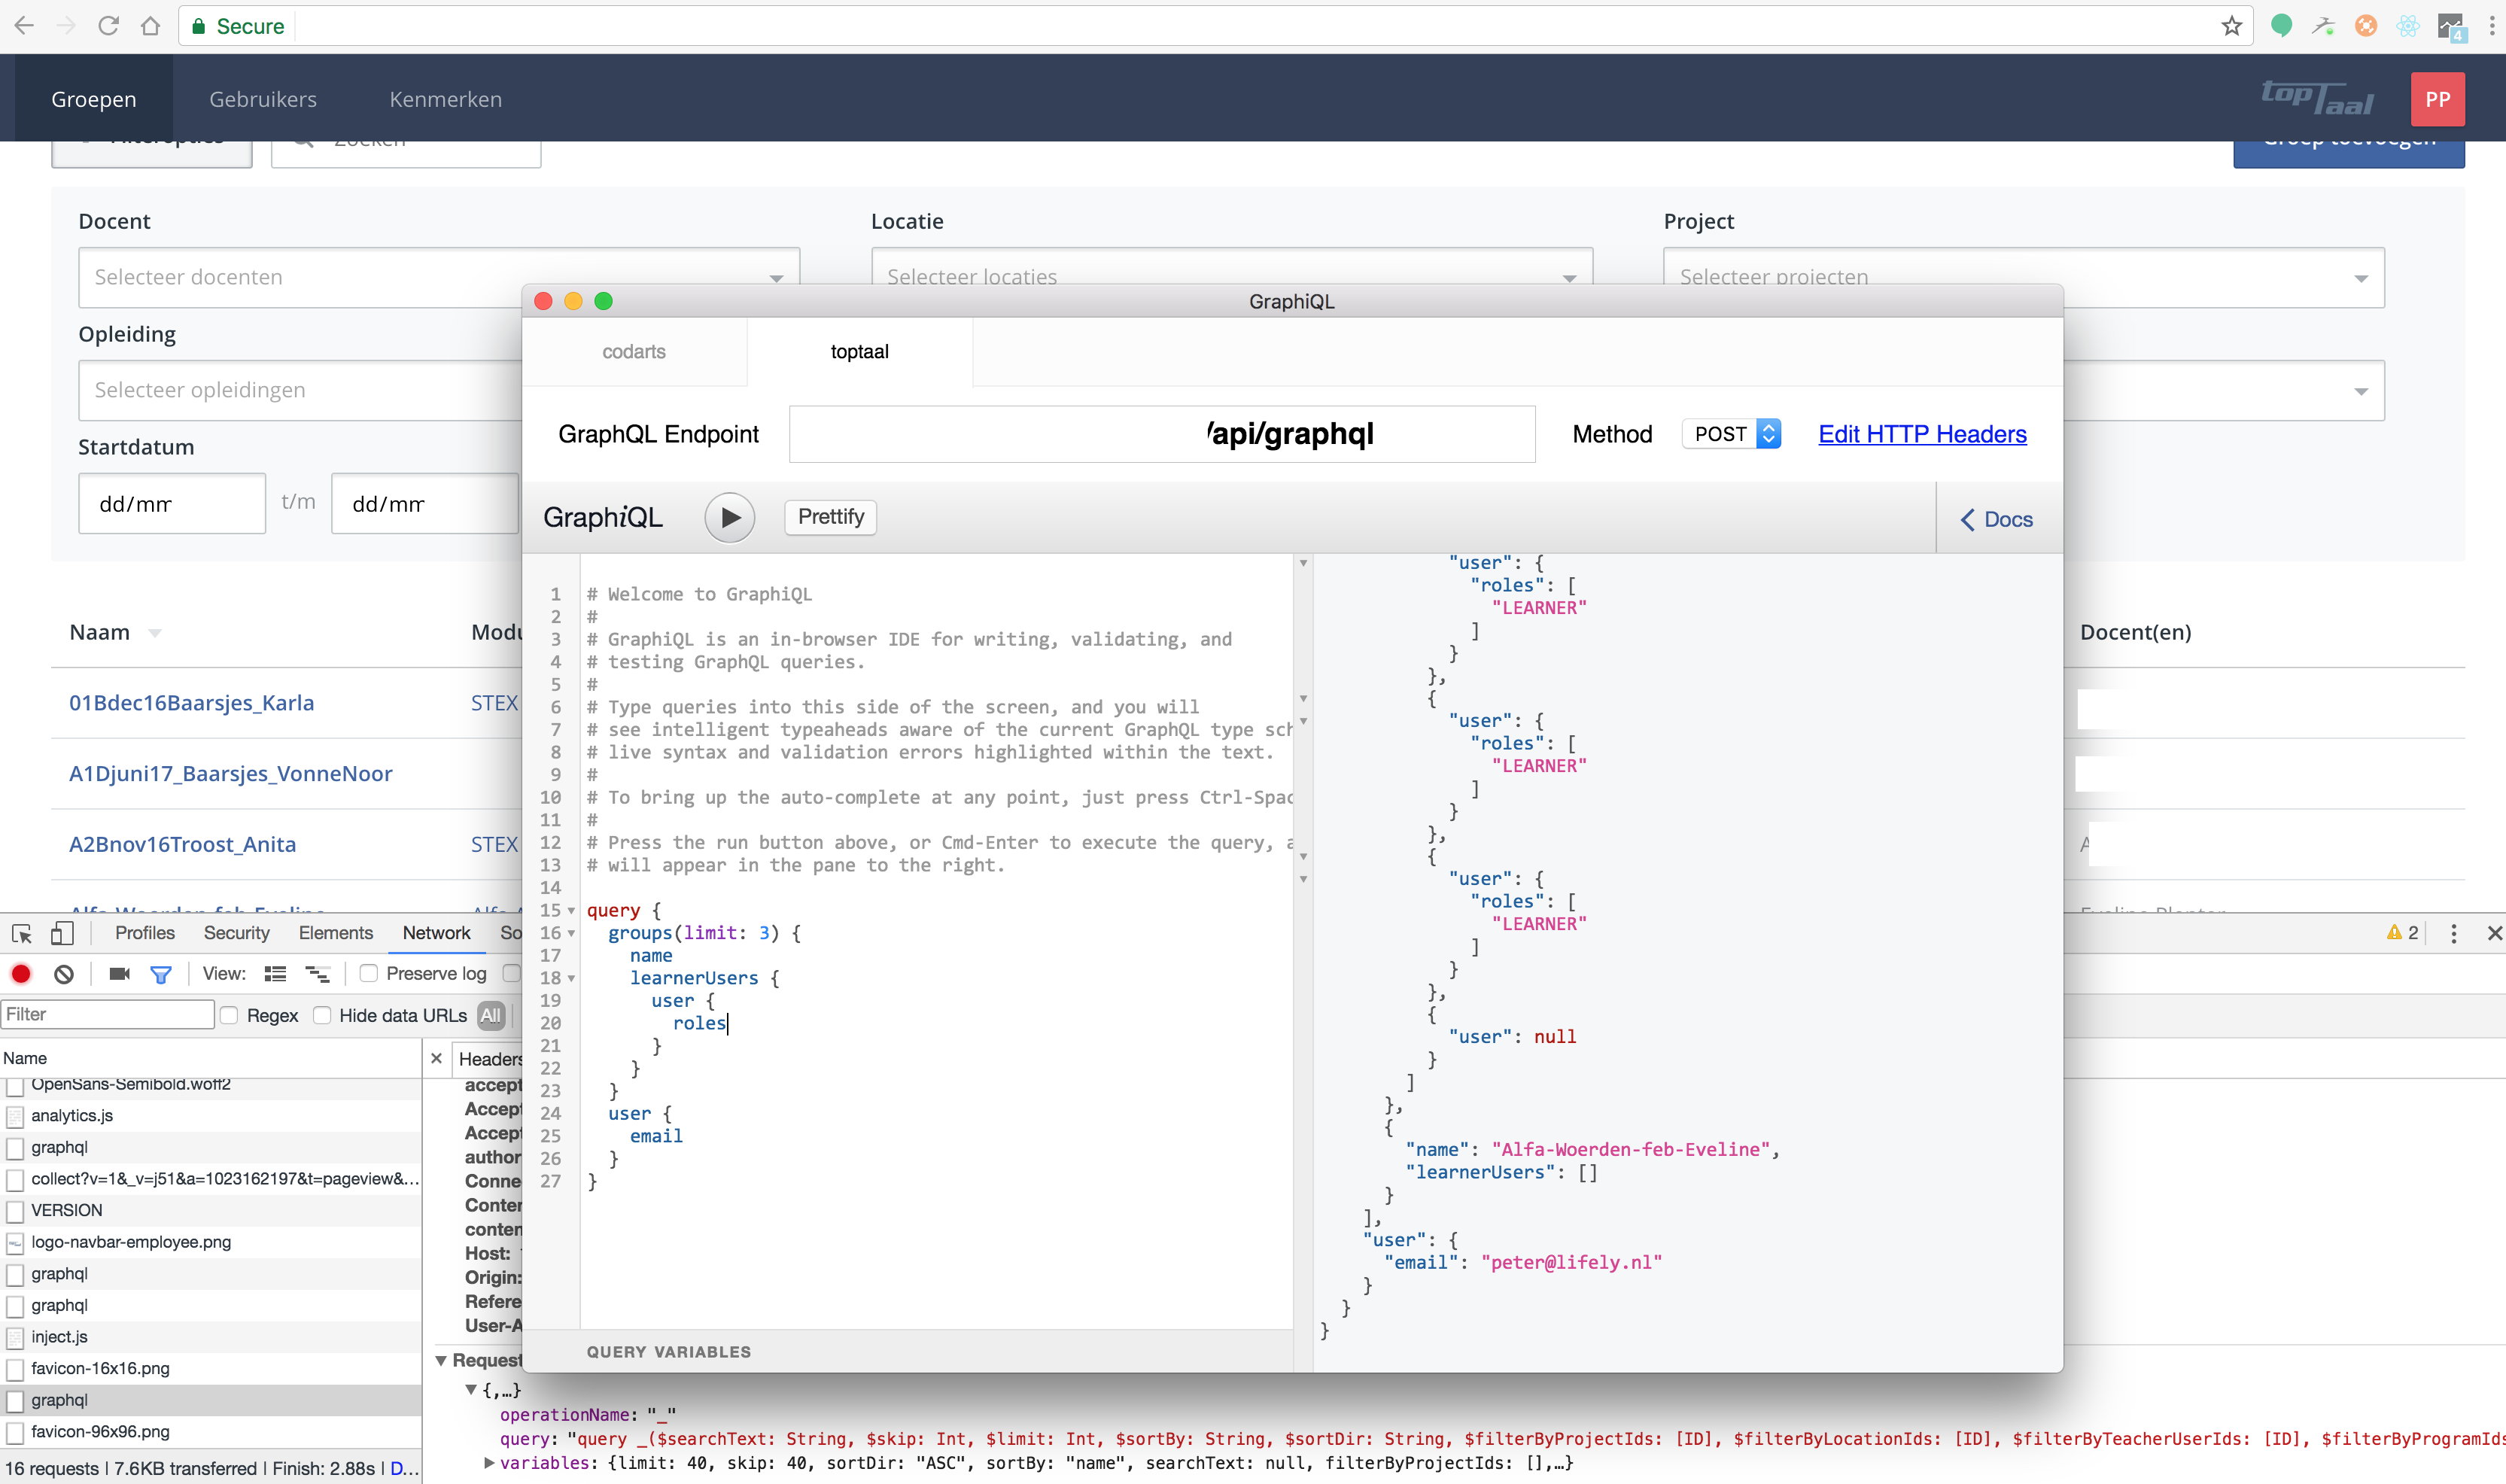 Secure
4
Groepen Gebruikers Kenmerken
topTaal PP
Filteropties Zoeken Groep toevoegen
Docent Locatie Project
Selecteer docenten Selecteer locaties Selecteer projecten
Opleiding
Selecteer opleidingen
Startdatum
dd/mm t/m dd/mm
Naam Modu Docent(en)
01Bdec16Baarsjes_Karla STEX
A1Djuni17_Baarsjes_VonneNoor
A2Bnov16Troost_Anita STEX A
Alfa-Woerden-feb-Eveline
GraphiQL
codarts toptaal
GraphQL Endpoint /api/graphql Method POST Edit HTTP Headers
GraphiQL Prettify Docs
1 # Welcome to GraphiQL
2 #
3 # GraphiQL is an in-browser IDE for writing, validating, and
4 # testing GraphQL queries.
5 #
6 # Type queries into this side of the screen, and you will
7 # see intelligent typeaheads aware of the current GraphQL type sch
8 # live syntax and validation errors highlighted within the text.
9 #
10 # To bring up the auto-complete at any point, just press Ctrl-Spac
11 #
12 # Press the run button above, or Cmd-Enter to execute the query, a
13 # will appear in the pane to the right.
14
15 query {
16 groups(limit: 3) {
17 name
18 learnerUsers {
19 user {
20 roles
21 }
22 }
23 }
24 user {
25 email
26 }
27 }
QUERY VARIABLES
"user": {
"roles": [
"LEARNER"
]
}
},
{
"user": {
"roles": [
"LEARNER"
]
}
},
{
"user": {
"roles": [
"LEARNER"
]
}
},
{
"user": null
}
]
},
{
"name": "Alfa-Woerden-feb-Eveline",
"learnerUsers": []
}
],
"user": {
"email": "peter@lifely.nl"
}
}
}
Profiles Security Elements Network So 2
View: Preserve log
Filter Regex Hide data URLs All
Name
OpenSans-Semibold.woff2
analytics.js
graphql
collect?v=1&_v=j51&a=1023162197&t=pageview&...
VERSION
logo-navbar-employee.png
graphql
graphql
inject.js
favicon-16x16.png
graphql
favicon-96x96.png
16 requests | 7.6KB transferred | Finish: 2.88s | D...
× Headers
accept
Accept
Accept
author
Conne
Conten
conten
Host:
Origin:
Refere
User-A
Request
{,…}
operationName: "_"
query: "query _($searchText: String, $skip: Int, $limit: Int, $sortBy: String, $sortDir: String, $filterByProjectIds: [ID], $filterByLocationIds: [ID], $filterByTeacherUserIds: [ID], $filterByProgramIds
variables: {limit: 40, skip: 40, sortDir: "ASC", sortBy: "name", searchText: null, filterByProjectIds: [],…}